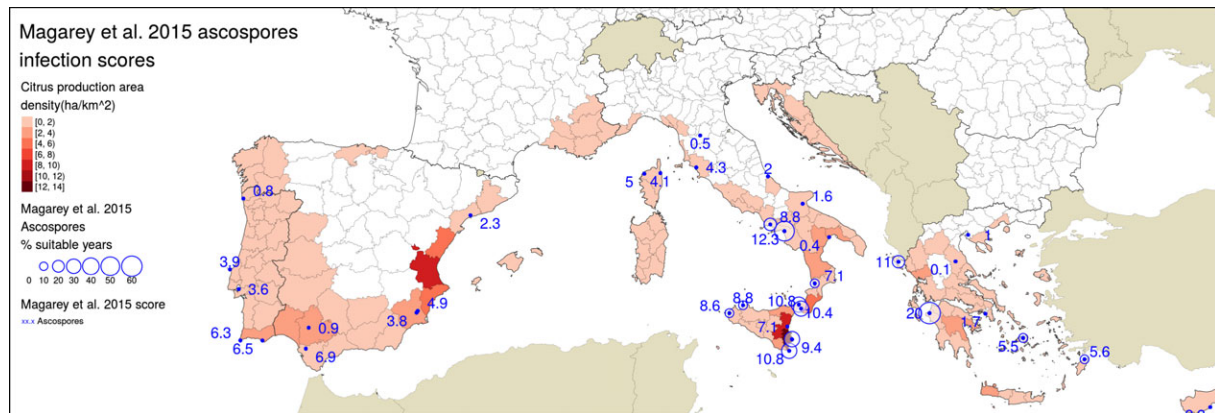 Magarey et al. 2015 ascospores
infection scores
Citrus production area
density(ha/km^2)
[0, 2)
[2, 4)
[4, 6)
[6, 8)
[8, 10)
[10, 12)
[12, 14]
Magarey et al. 2015
Ascospores
% suitable years
0 10 20 30 40 50 60
Magarey et al. 2015 score
xx.x Ascospores
0.5
5 4.1 4.3 2
0.8
1.6
2.3
8.8
12.3
0.4
1
11
0.1
3.9
3.6
7.1
4.9
3.8
8.6 8.8 10.8
10.4
20
6.3
0.9
7.1
1.7
6.5
9.4
5.5
6.9
10.8
5.6